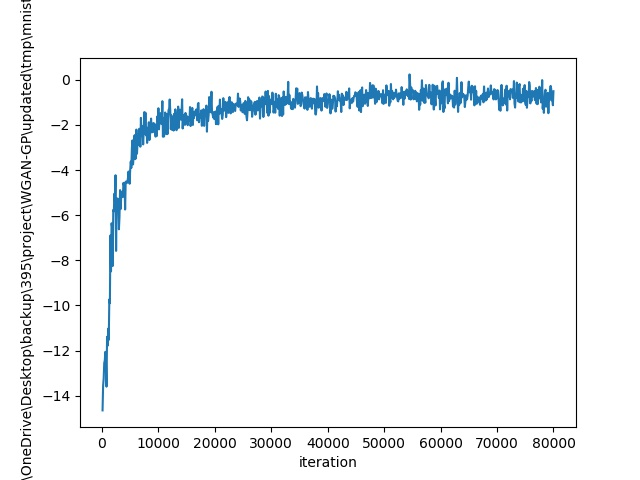 \OneDrive\Desktop\backup\395\project\WGAN-GP\updated\tmp\mnist
0
−2
−4
−6
−8
−10
−12
−14
0 10000 20000 30000 40000 50000 60000 70000 80000
iteration